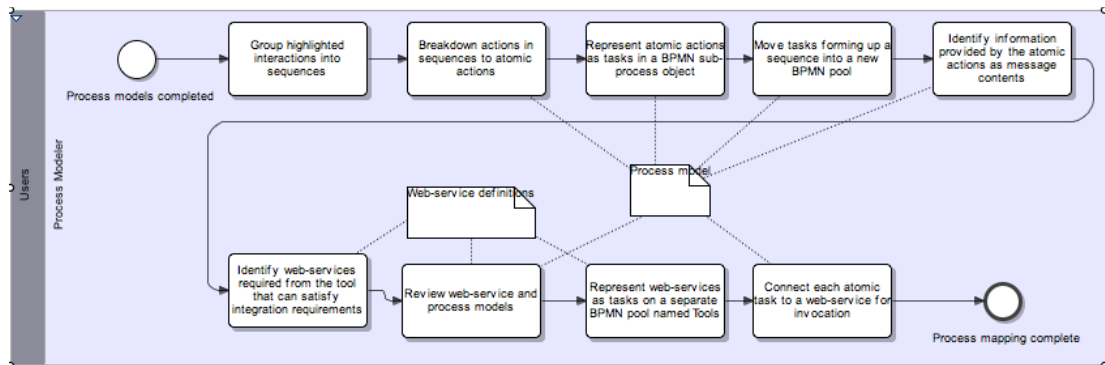 Users
Process Modeler
Process models completed
Group highlighted
interactions into
sequences
Breakdown actions in
sequences to atomic
actions
Represent atomic actions
as tasks in a BPMN sub-
process object
Move tasks forming up a
sequence into a new
BPMN pool
Identify information
provided by the atomic
actions as message
contents
Process model
Web-service definitions
Identify web-services
required from the tool
that can satisfy
integration requirements
Review web-service and
process models
Represent web-services
as tasks on a separate
BPMN pool named Tools
Connect each atomic
task to a web-service for
invocation
Process mapping complete